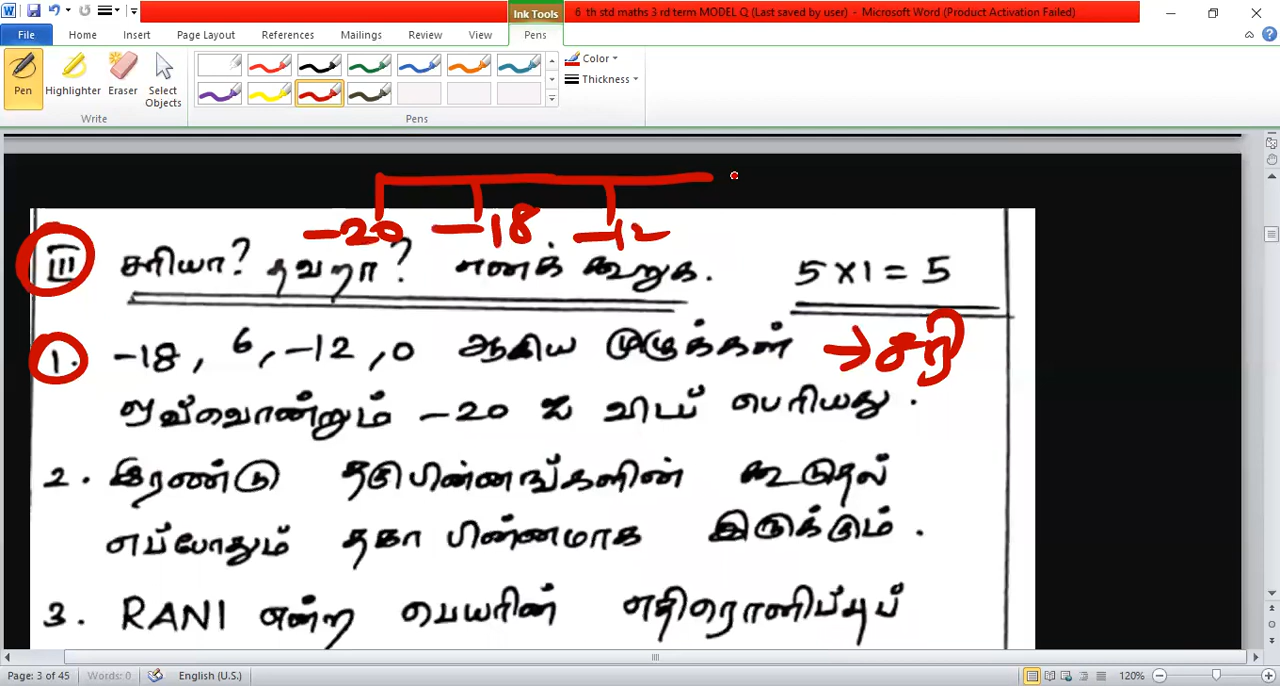 Ink Tools
6 th std maths 3 rd term MODEL Q (Last saved by user) - Microsoft Word (Product Activation Failed)
File Home Insert Page Layout References Mailings Review View Pens
Pen Highlighter Eraser Select Objects
Color
Thickness
Write Pens
-20 -18 -12
III சரியா? தவறா? எனக் கூறுக. 5 x 1 = 5
1. -18, 6, -12, 0 ஆகிய முழுக்கள் → சரி
ஒவ்வொன்றும் -20 ஐ விடப் பெரியது.
2. இரண்டு தகுபின்னங்களின் கூடுதல்
எப்போதும் தகா பின்னமாக இருக்கும்.
3. RANI என்ற பெயரின் எதிரொளிப்புப்
Page: 3 of 45 Words: 0 English (U.S.) 120%